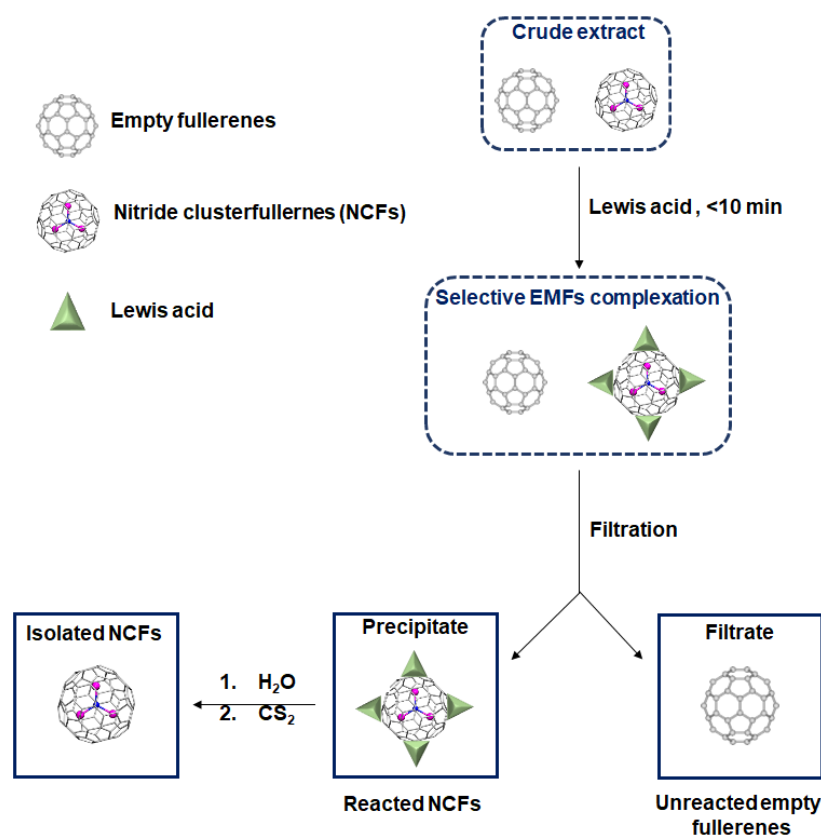 Crude extract
Empty fullerenes
Nitride clusterfullernes (NCFs)
Lewis acid
Lewis acid , <10 min
Selective EMFs complexation
Filtration
Isolated NCFs
1. H₂O
2. CS₂
Precipitate
Filtrate
Reacted NCFs
Unreacted empty
fullerenes